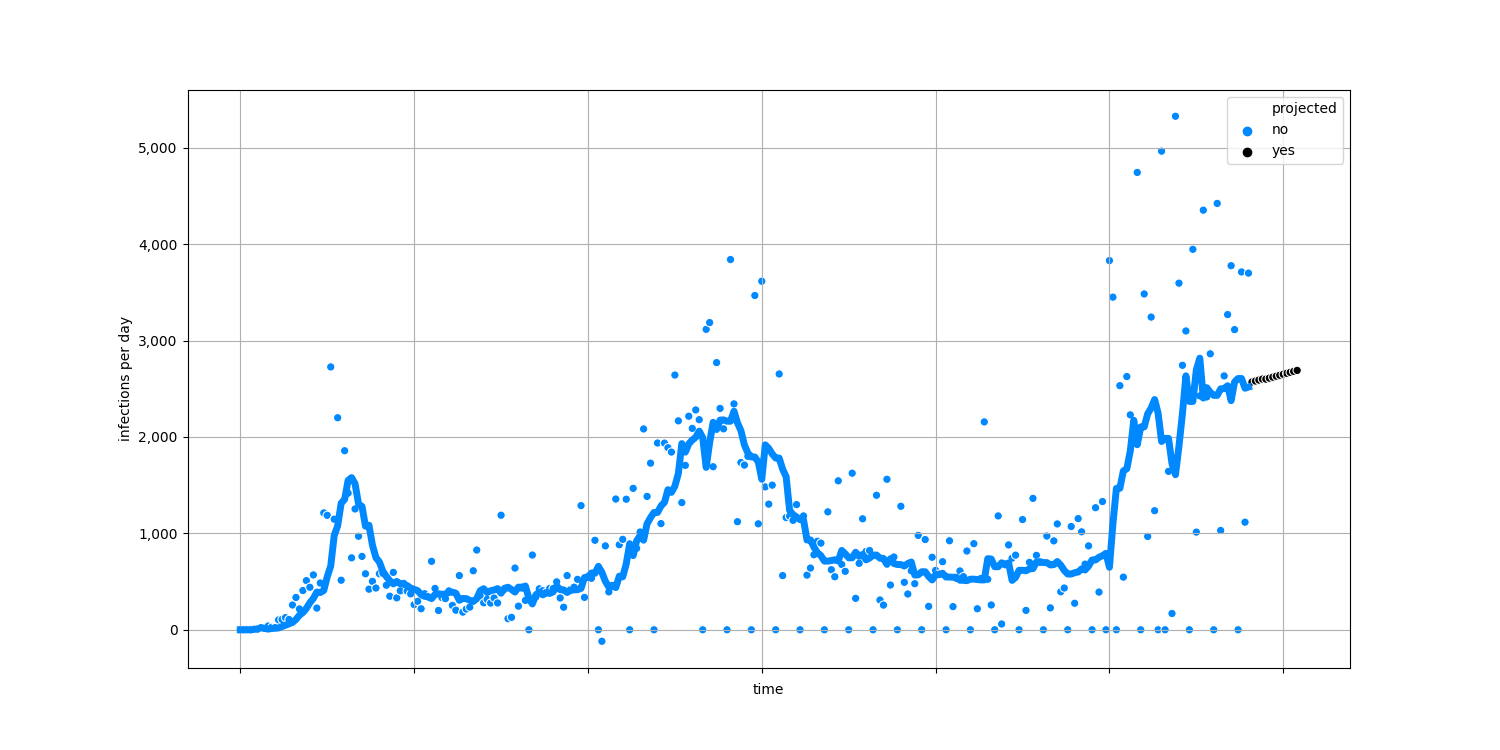 projected
no
yes
5,000
4,000
3,000
2,000
1,000
0
infections per day
time